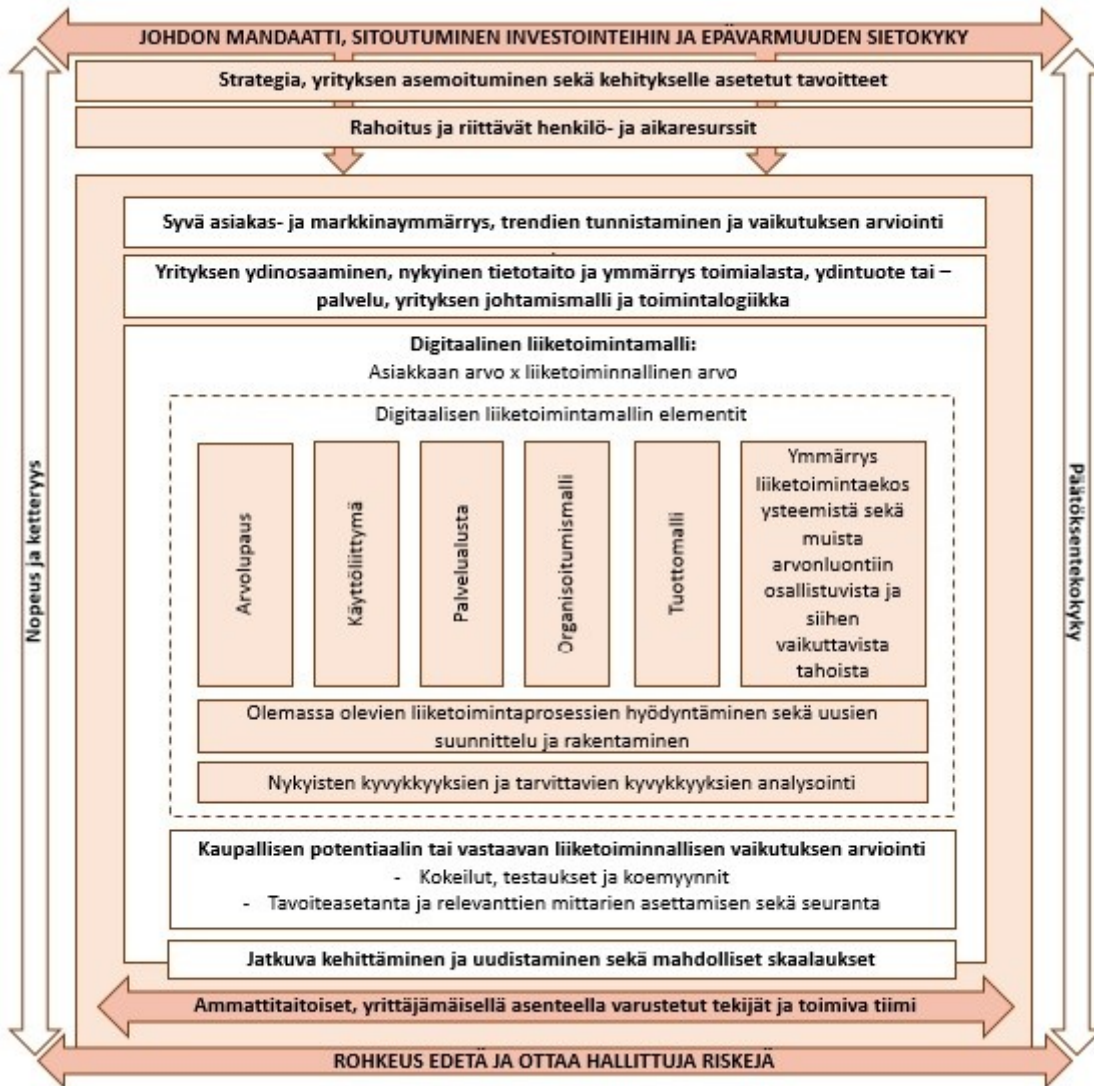 JOHDON MANDAATTI, SITOUTUMINEN INVESTOINTEIHIN JA EPÄVARMUUDEN SIETOKYKY
Strategia, yrityksen asemoituminen sekä kehitykselle asetetut tavoitteet
Rahoitus ja riittävät henkilö- ja aikaresurssit
Nopeus ja ketteryys
Päätöksentekokyky
Syvä asiakas- ja markkinaymmärrys, trendien tunnistaminen ja vaikutuksen arviointi
Yrityksen ydinosaaminen, nykyinen tietotaito ja ymmärrys toimialasta, ydintuote tai –
palvelu, yrityksen johtamismalli ja toimintalogiikka
Digitaalinen liiketoimintamalli:
Asiakkaan arvo x liiketoiminnallinen arvo
Digitaalisen liiketoimintamallin elementit
Arvolupaus
Käyttöliittymä
Palvelualusta
Organisoitumismalli
Tuottomalli
Ymmärrys
liiketoimintaekos
ysteemistä sekä
muista
arvonluontiin
osallistuvista ja
siihen
vaikuttavista
tahoista
Olemassa olevien liiketoimintaprosessien hyödyntäminen sekä uusien
suunnittelu ja rakentaminen
Nykyisten kyvykkyyksien ja tarvittavien kyvykkyyksien analysointi
Kaupallisen potentiaalin tai vastaavan liiketoiminnallisen vaikutuksen arviointi
- Kokeilut, testaukset ja koemyynnit
- Tavoiteasetanta ja relevanttien mittarien asettamisen sekä seuranta
Jatkuva kehittäminen ja uudistaminen sekä mahdolliset skaalaukset
Ammattitaitoiset, yrittäjämäisellä asenteella varustetut tekijät ja toimiva tiimi
ROHKEUS EDETÄ JA OTTAA HALLITTUJA RISKEJÄ